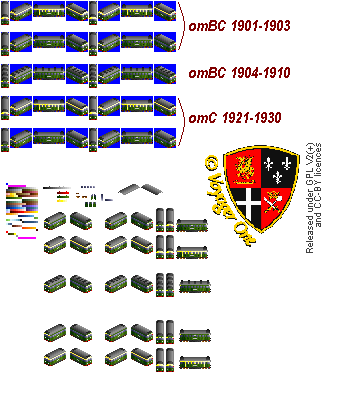 omBC 1901-1903
omBC 1904-1910
omC 1921-1930
© Voyager One
Released under GPL v2(+)
and CC-BY licences